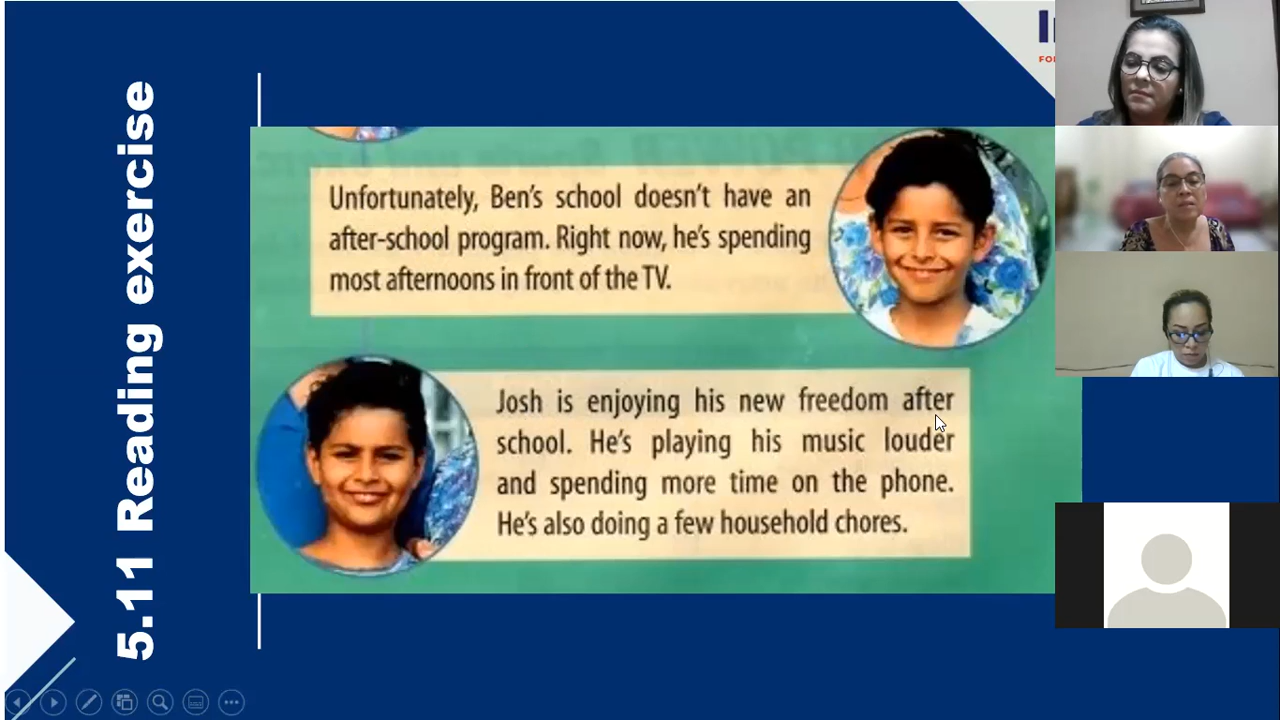 5.11 Reading exercise
Unfortunately, Ben's school doesn't have an
after-school program. Right now, he's spending
most afternoons in front of the TV.
Josh is enjoying his new freedom after
school. He's playing his music louder
and spending more time on the phone.
He's also doing a few household chores.